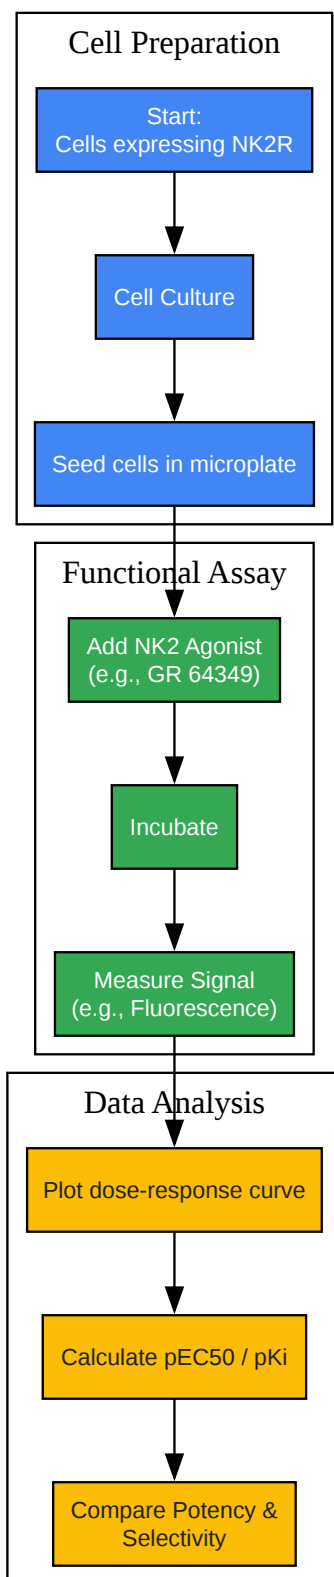 Cell Preparation
Start:
Cells expressing NK2R
Cell Culture
Seed cells in microplate
Functional Assay
Add NK2 Agonist
(e.g., GR 64349)
Incubate
Measure Signal
(e.g., Fluorescence)
Data Analysis
Plot dose-response curve
Calculate pEC50 / pKi
Compare Potency &
Selectivity